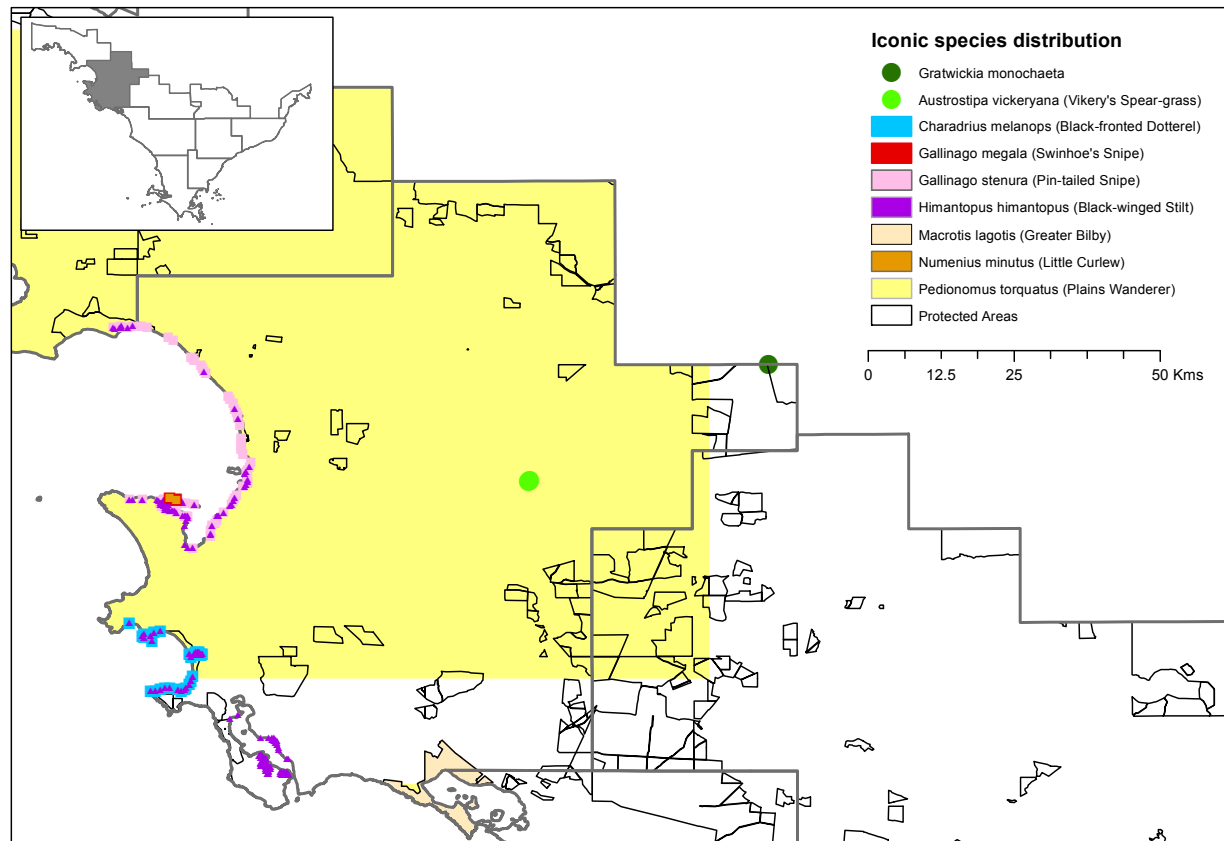 Iconic species distribution
Gratwickia monochaeta
Austrostipa vickeryana (Vikery's Spear-grass)
Charadrius melanops (Black-fronted Dotterel)
Gallinago megala (Swinhoe's Snipe)
Gallinago stenura (Pin-tailed Snipe)
Himantopus himantopus (Black-winged Stilt)
Macrotis lagotis (Greater Bilby)
Numenius minutus (Little Curlew)
Pedionomus torquatus (Plains Wanderer)
Protected Areas
0 12.5 25 50 Kms